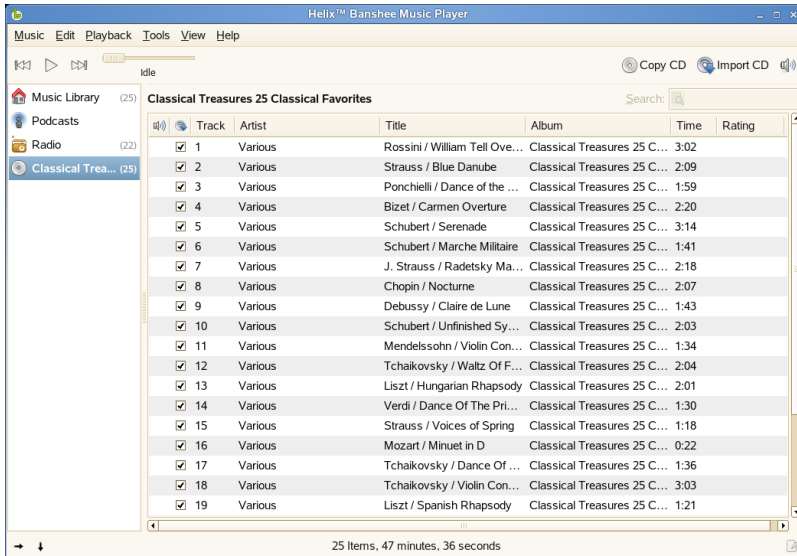 Helix™ Banshee Music Player
Music Edit Playback Tools View Help
Idle
Copy CD Import CD
Music Library (25)
Podcasts
Radio (22)
Classical Trea... (25)
Classical Treasures 25 Classical Favorites Search:
Track Artist Title Album Time Rating
1 Various Rossini / William Tell Ove... Classical Treasures 25 C... 3:02
2 Various Strauss / Blue Danube Classical Treasures 25 C... 2:09
3 Various Ponchielli / Dance of the ... Classical Treasures 25 C... 1:59
4 Various Bizet / Carmen Overture Classical Treasures 25 C... 2:20
5 Various Schubert / Serenade Classical Treasures 25 C... 3:14
6 Various Schubert / Marche Militaire Classical Treasures 25 C... 1:41
7 Various J. Strauss / Radetsky Ma... Classical Treasures 25 C... 2:18
8 Various Chopin / Nocturne Classical Treasures 25 C... 2:07
9 Various Debussy / Claire de Lune Classical Treasures 25 C... 1:43
10 Various Schubert / Unfinished Sy... Classical Treasures 25 C... 2:03
11 Various Mendelssohn / Violin Con... Classical Treasures 25 C... 1:34
12 Various Tchaikovsky / Waltz Of F... Classical Treasures 25 C... 2:04
13 Various Liszt / Hungarian Rhapsody Classical Treasures 25 C... 2:01
14 Various Verdi / Dance Of The Pri... Classical Treasures 25 C... 1:30
15 Various Strauss / Voices of Spring Classical Treasures 25 C... 1:18
16 Various Mozart / Minuet in D Classical Treasures 25 C... 0:22
17 Various Tchaikovsky / Dance Of ... Classical Treasures 25 C... 1:36
18 Various Tchaikovsky / Violin Con... Classical Treasures 25 C... 3:03
19 Various Liszt / Spanish Rhapsody Classical Treasures 25 C... 1:21
25 Items, 47 minutes, 36 seconds